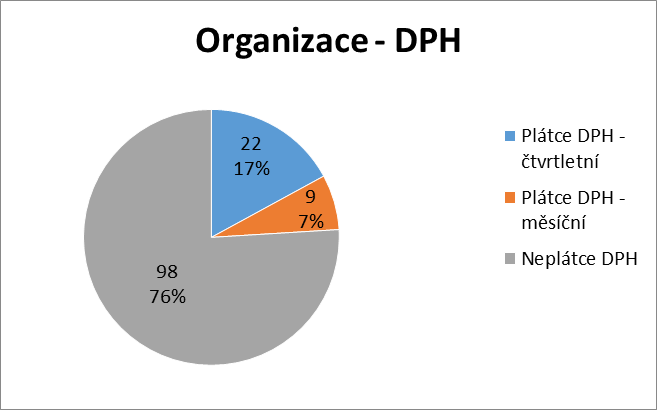 Organizace - DPH
22
17%
9
7%
98
76%
Plátce DPH -
čtvrtletní
Plátce DPH -
měsíční
Neplátce DPH